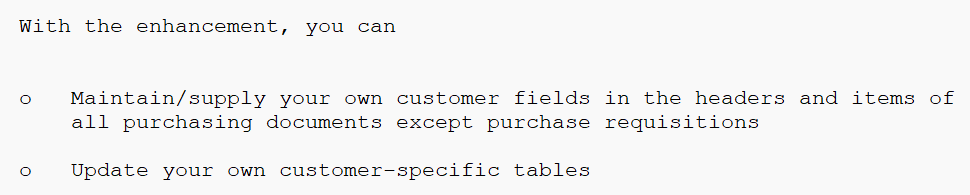 With the enhancement, you can
o Maintain/supply your own customer fields in the headers and items of
all purchasing documents except purchase requisitions
o Update your own customer-specific tables